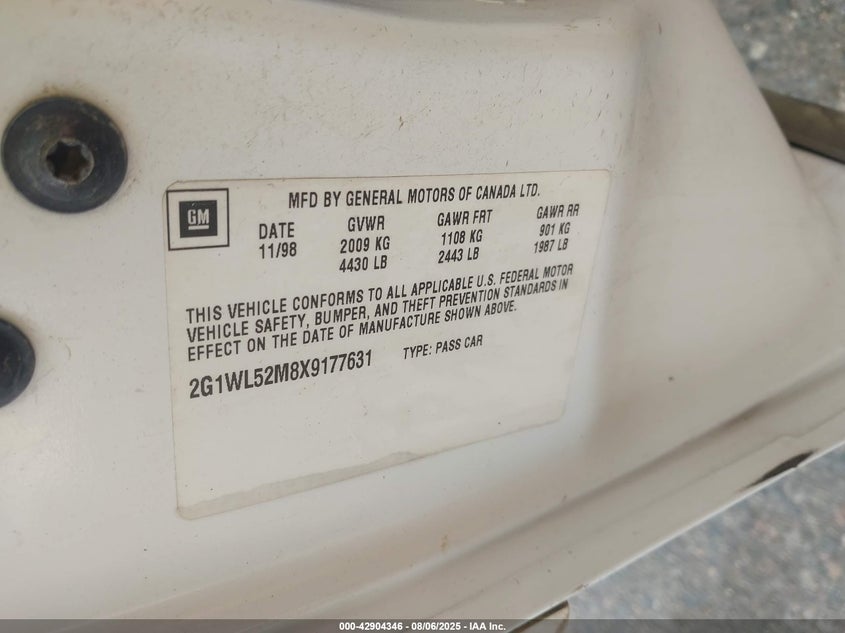 GM
MFD BY GENERAL MOTORS OF CANADA LTD.
DATE GVWR GAWR FRT GAWR RR
11/98 2009 KG 1108 KG 901 KG
4430 LB 2443 LB 1987 LB
THIS VEHICLE CONFORMS TO ALL APPLICABLE U.S. FEDERAL MOTOR
VEHICLE SAFETY, BUMPER, AND THEFT PREVENTION STANDARDS IN
EFFECT ON THE DATE OF MANUFACTURE SHOWN ABOVE.
2G1WL52M8X9177631 TYPE: PASS CAR
000-42904346 - 08/06/2025 - IAA Inc.